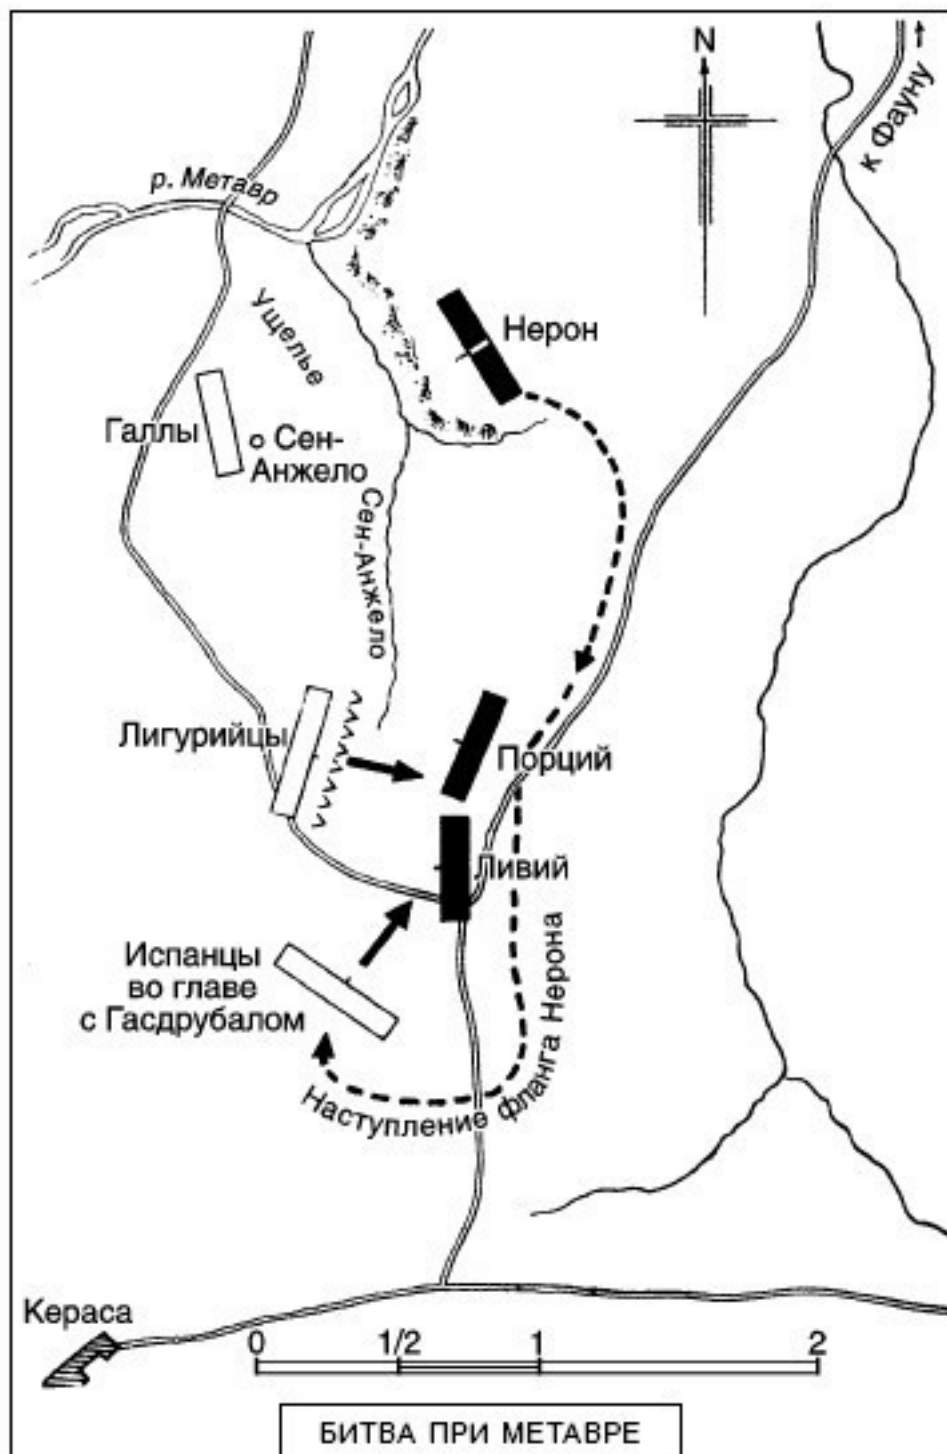 N
к Фауну
р. Метавр
Ущелье
Нерон
Галлы
Сен-
Анжело
Сен-Анжело
Лигурийцы
Порций
Ливий
Испанцы
во главе
с Гасдрубалом
Наступление фланга Нерона
Кераса
0 1/2 1 2
БИТВА ПРИ МЕТАВРЕ